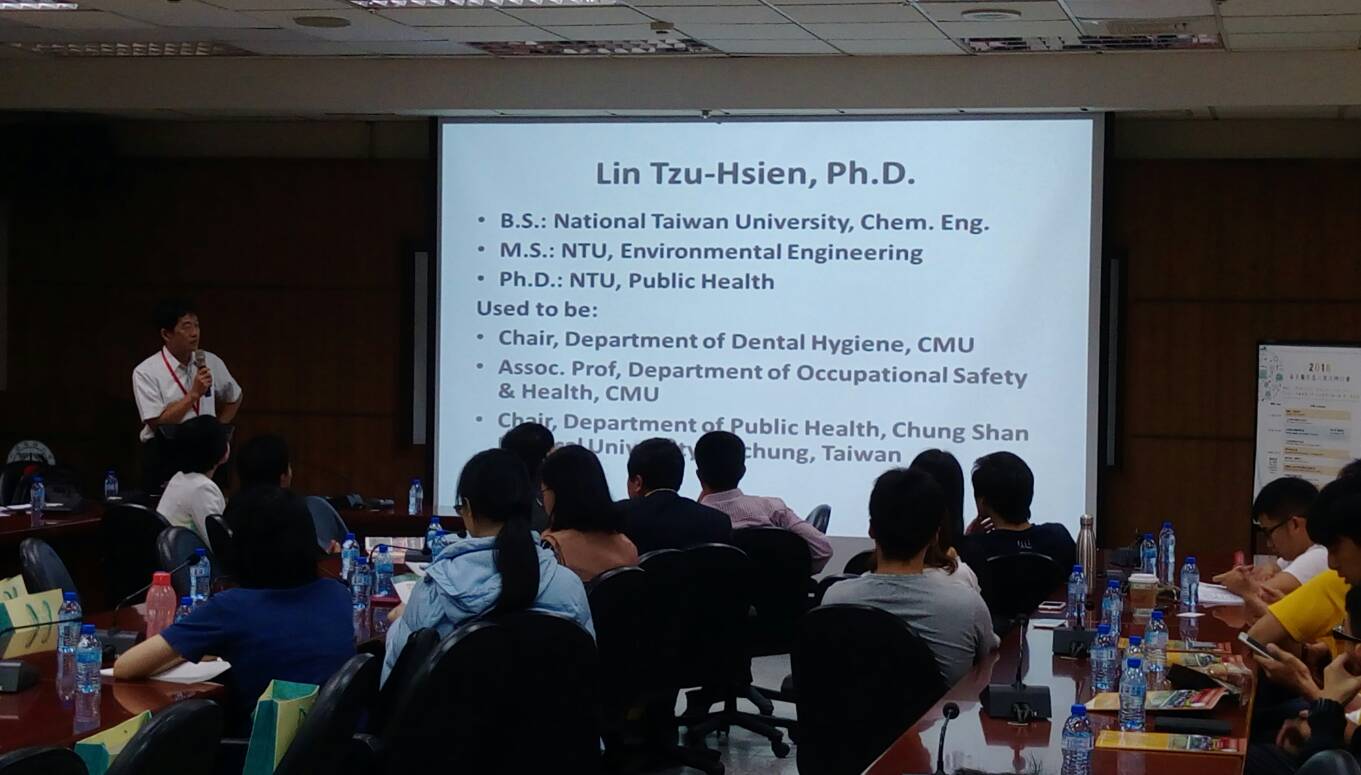 Lin Tzu-Hsien, Ph.D.
• B.S.: National Taiwan University, Chem. Eng.
• M.S.: NTU, Environmental Engineering
• Ph.D.: NTU, Public Health
Used to be:
• Chair, Department of Dental Hygiene, CMU
• Assoc. Prof, Department of Occupational Safety
& Health, CMU
• Chair, Department of Public Health, Chung Shan
Taiwan
2018